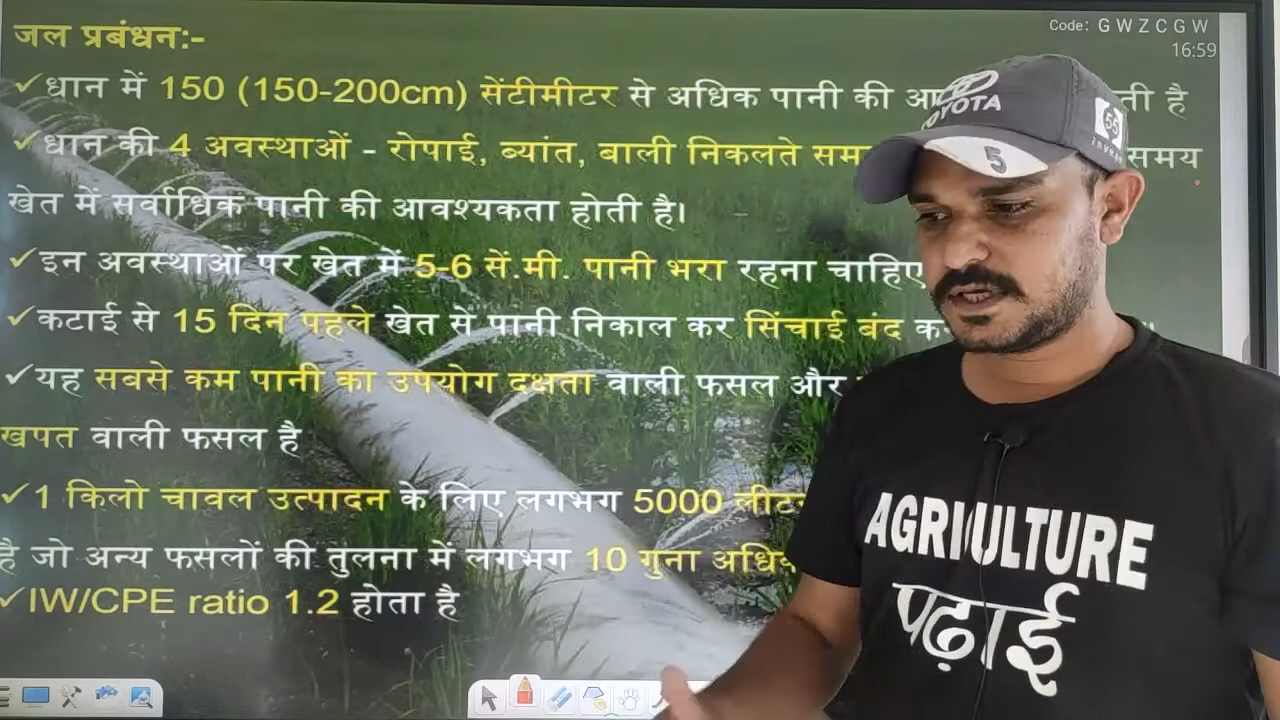 Code: G W Z C G W
16:59
जल प्रबंधन:-
✓धान में 150 (150-200cm) सेंटीमीटर से अधिक पानी की ती है
✓धान की 4 अवस्थाओं - रोपाई, ब्यांत, बाली निकलते समय
खेत में सर्वाधिक पानी की आवश्यकता होती है।
✓इन अवस्थाओं पर खेत में 5-6 सें.मी. पानी भरा रहना चाहिए
✓कटाई से 15 दिन पहले खेत से पानी निकाल कर सिंचाई बंद
✓यह सबसे कम पानी का उपयोग दक्षता वाली फसल और
खपत वाली फसल है
✓1 किलो चावल उत्पादन के लिए लगभग 5000
है जो अन्य फसलों की तुलना में लगभग 10 गुना
✓IW/CPE ratio 1.2 होता है
TOYOTA
55
5
AGRICULTURE
पढ़ाई